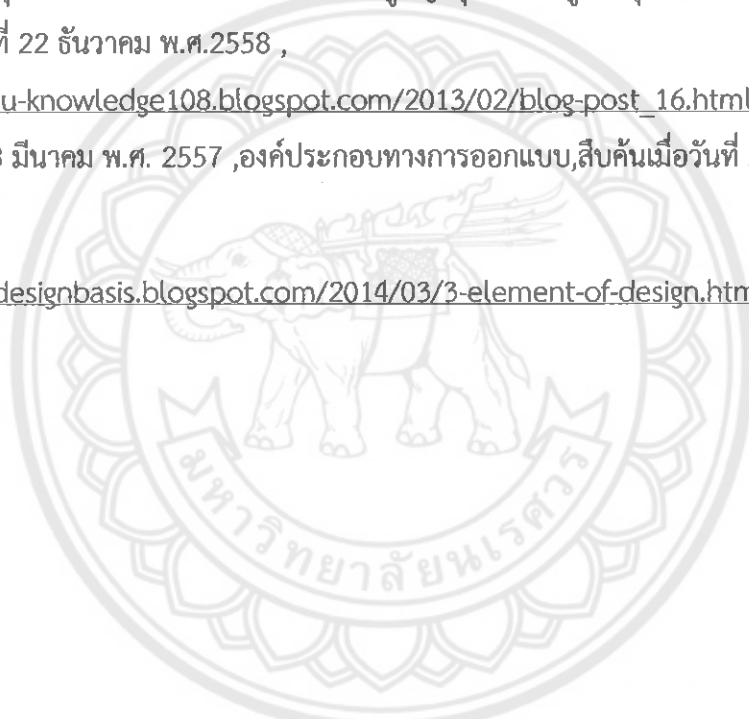 ที่ 22 ธันวาคม พ.ศ.2558 ,
u-knowledge108.blogspot.com/2013/02/blog-post_16.html
มีนาคม พ.ศ. 2557 ,องค์ประกอบทางการออกแบบ,สืบค้นเมื่อวันที่
designbasis.blogspot.com/2014/03/3-element-of-design.htm
มหาวิทยาลัยนเรศวร